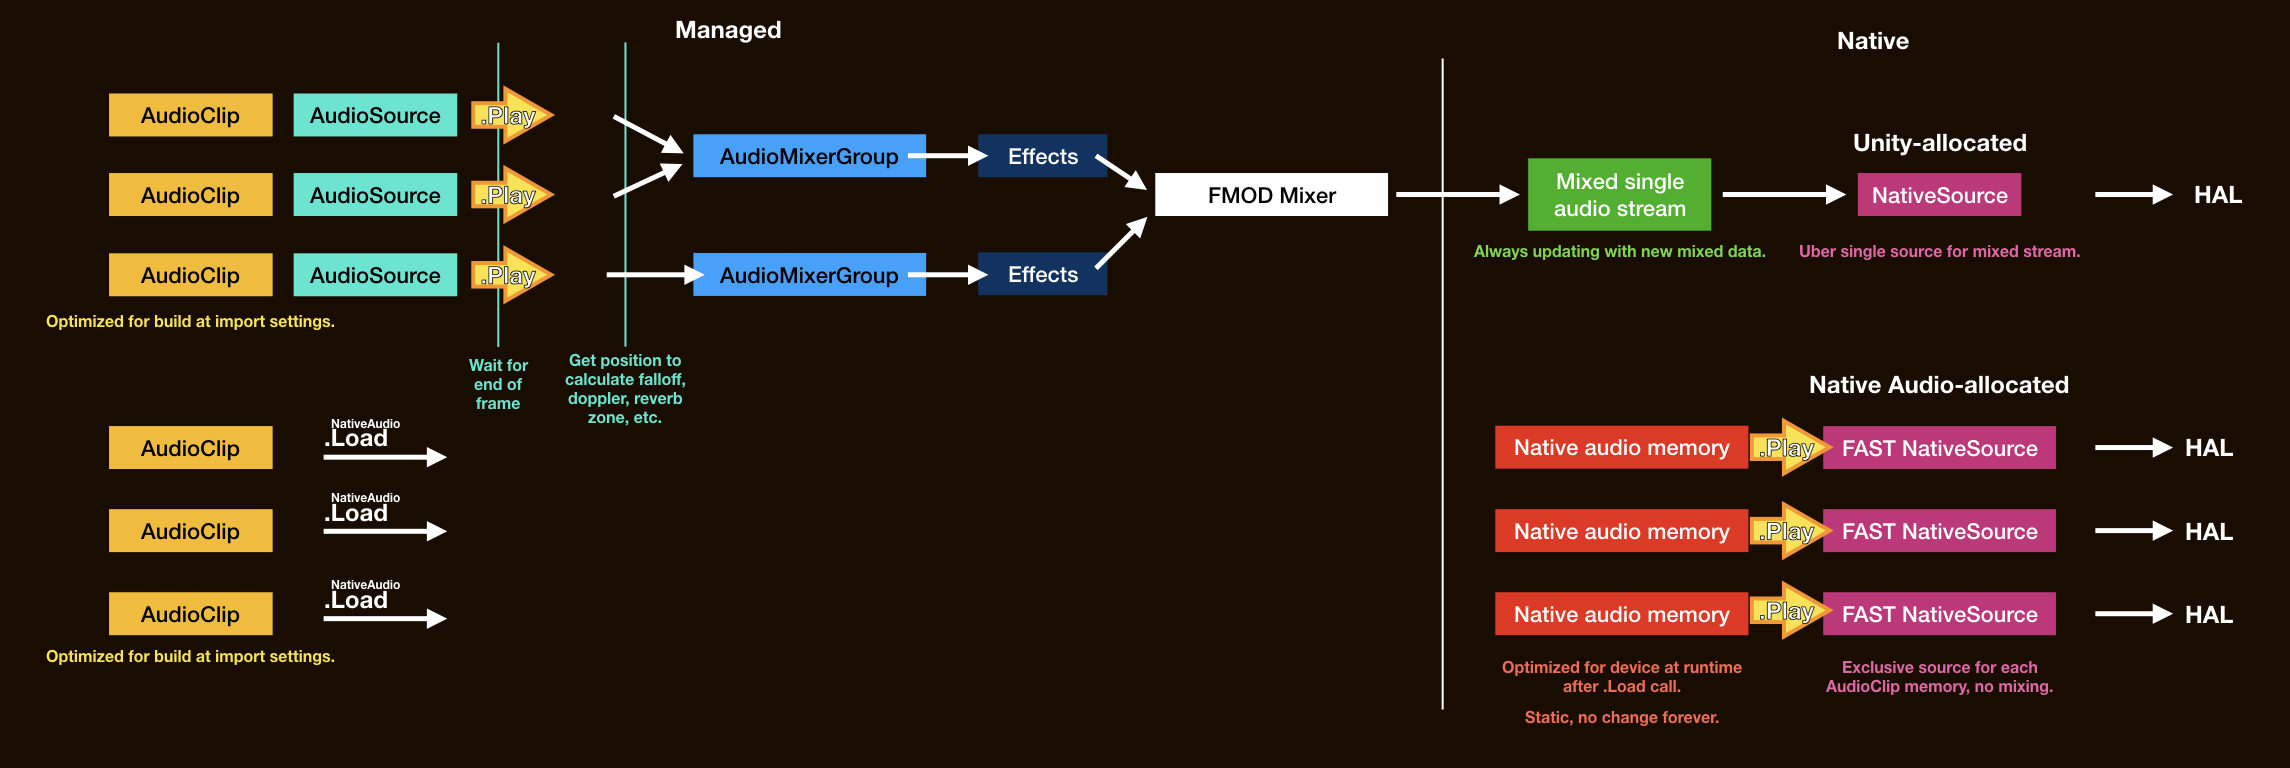 Managed
Native
AudioClip
AudioSource
.Play
AudioClip
AudioSource
.Play
AudioClip
AudioSource
.Play
Optimized for build at import settings.
Wait for
end of
frame
Get position to
calculate falloff,
doppler, reverb
zone, etc.
AudioMixerGroup
Effects
AudioMixerGroup
Effects
FMOD Mixer
Mixed single
audio stream
Always updating with new mixed data.
Unity-allocated
NativeSource
Uber single source for mixed stream.
HAL
AudioClip
NativeAudio
.Load
AudioClip
NativeAudio
.Load
AudioClip
NativeAudio
.Load
Optimized for build at import settings.
Native Audio-allocated
Native audio memory
.Play
FAST NativeSource
HAL
Native audio memory
.Play
FAST NativeSource
HAL
Native audio memory
.Play
FAST NativeSource
HAL
Optimized for device at runtime
after .Load call.
Static, no change forever.
Exclusive source for each
AudioClip memory, no mixing.